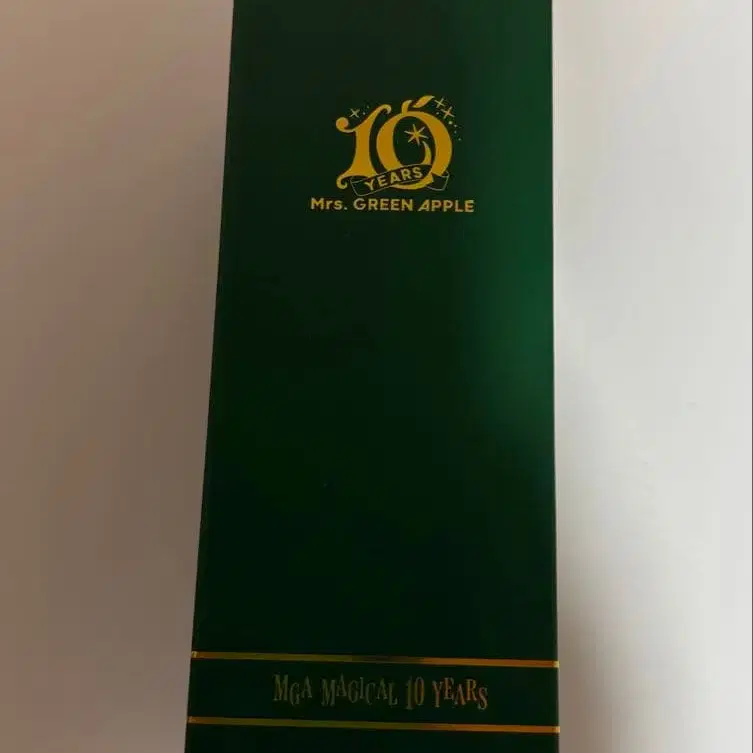 10
YEARS
Mrs. GREEN APPLE
MGA MAGICAL 10 YEARS